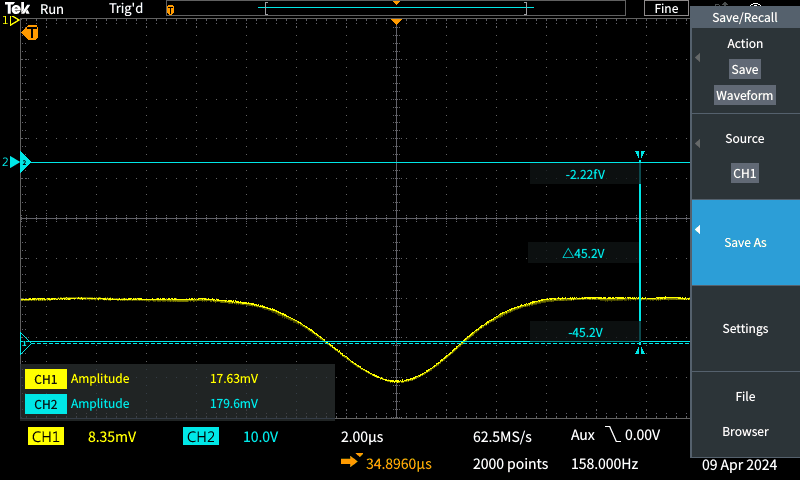 Tek Run Trig'd Fine
Save/Recall
1
T
T
Action
Save
Waveform
Source
CH1
2
2
-2.22fV
Save As
△45.2V
-45.2V
Settings
1
CH1 Amplitude 17.63mV
CH2 Amplitude 179.6mV
File
Browser
CH1 8.35mV CH2 10.0V 2.00µs 62.5MS/s Aux 0.00V
34.8960µs 2000 points 158.000Hz 09 Apr 2024